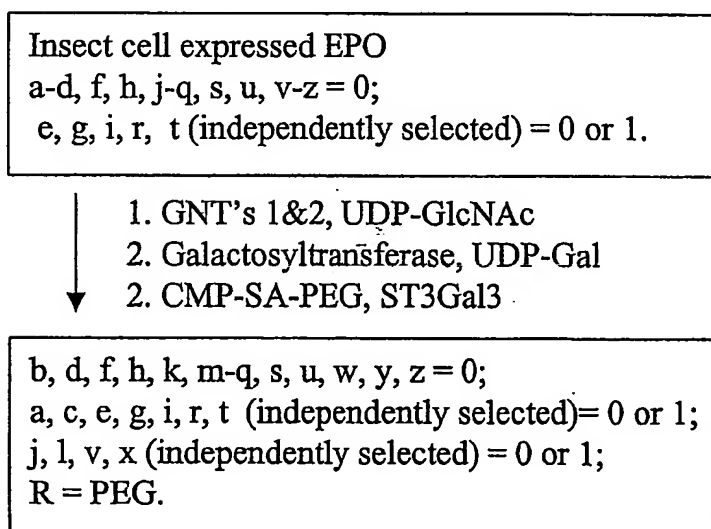 Insect cell expressed EPO
a-d, f, h, j-q, s, u, v-z = 0;
e, g, i, r, t (independently selected) = 0 or 1.
1. GNT's 1&2, UDP-GlcNAc
2. Galactosyltransferase, UDP-Gal
2. CMP-SA-PEG, ST3Gal3
b, d, f, h, k, m-q, s, u, w, y, z = 0;
a, c, e, g, i, r, t (independently selected)= 0 or 1;
j, l, v, x (independently selected) = 0 or 1;
R = PEG.